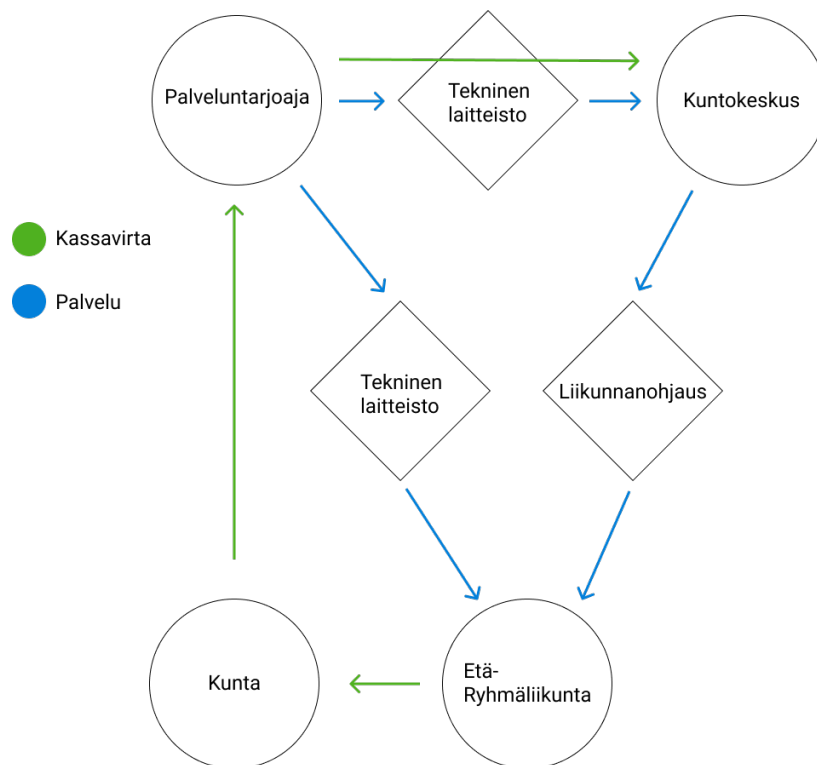 Palveluntarjoaja
Tekninen
laitteisto
Kuntokeskus
Kassavirta
Palvelu
Tekninen
laitteisto
Liikunnanohjaus
Kunta
Etä-
Ryhmäliikunta